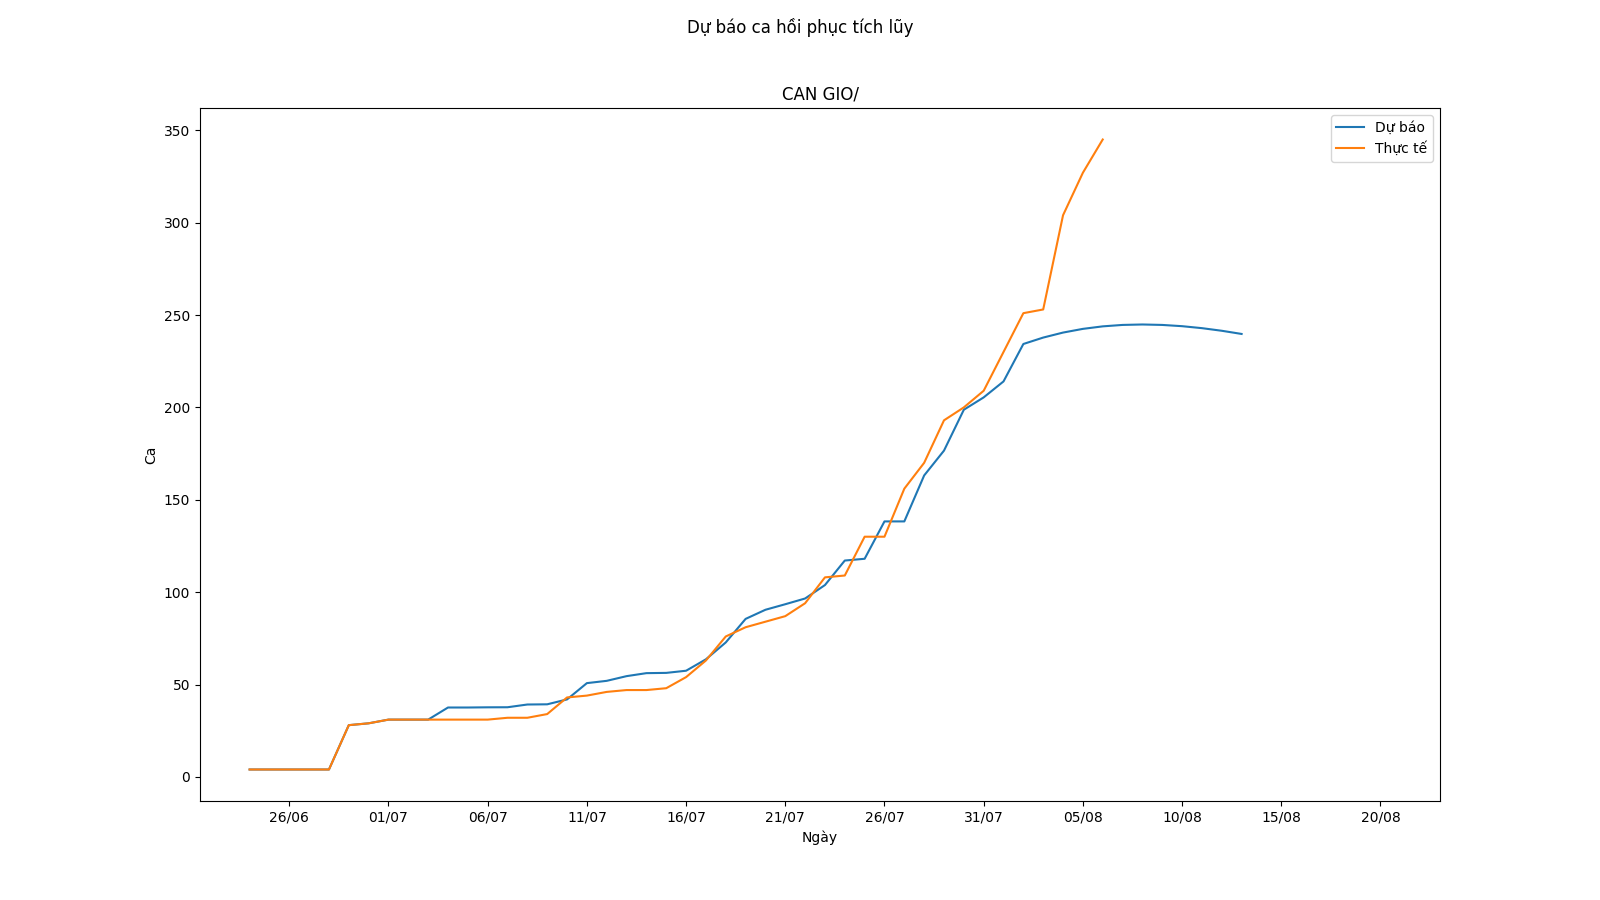 Dự báo ca hồi phục tích lũy
CAN GIO/
Dự báo
Thực tế
350
300
250
200
150
100
50
0
Ca
26/06 01/07 06/07 11/07 16/07 21/07 26/07 31/07 05/08 10/08 15/08 20/08
Ngày